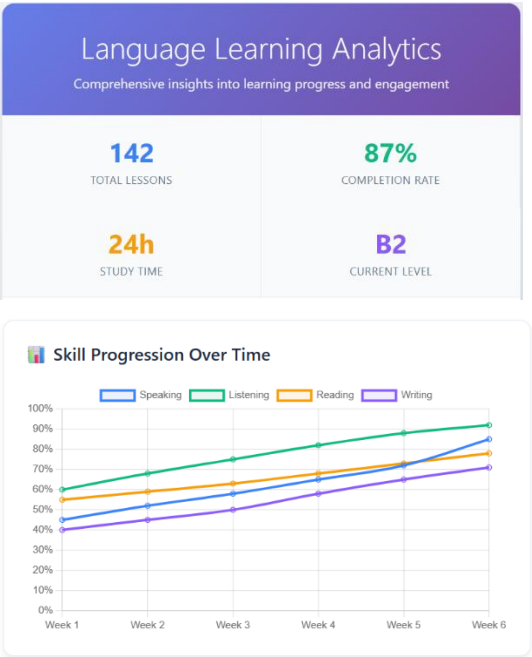 Language Learning Analytics
Comprehensive insights into learning progress and engagement
142
TOTAL LESSONS
87%
COMPLETION RATE
24h
STUDY TIME
B2
CURRENT LEVEL
Skill Progression Over Time
Speaking Listening Reading Writing
100%
90%
80%
70%
60%
50%
40%
30%
20%
10%
0%
Week 1 Week 2 Week 3 Week 4 Week 5 Week 6